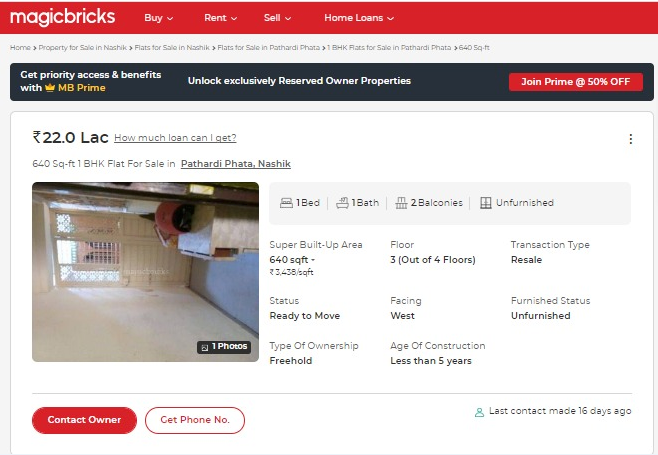 magicbricks
Buy Rent Sell Home Loans
Home > Property for Sale in Nashik > Flats for Sale in Nashik > Flats for Sale in Pathardi Phata > 1 BHK Flats for Sale in Pathardi Phata > 640 Sq-ft
Get priority access & benefits
with MB Prime
Unlock exclusively Reserved Owner Properties
Join Prime @ 50% OFF
₹22.0 Lac How much loan can I get?
640 Sq-ft 1 BHK Flat For Sale in Pathardi Phata, Nashik
1 Photos
1 Bed 1 Bath 2 Balconies Unfurnished
Super Built-Up Area Floor Transaction Type
640 sqft - 3 (Out of 4 Floors) Resale
₹3,438/sqft
Status Facing Furnished Status
Ready to Move West Unfurnished
Type Of Ownership Age Of Construction
Freehold Less than 5 years
Contact Owner Get Phone No. Last contact made 16 days ago